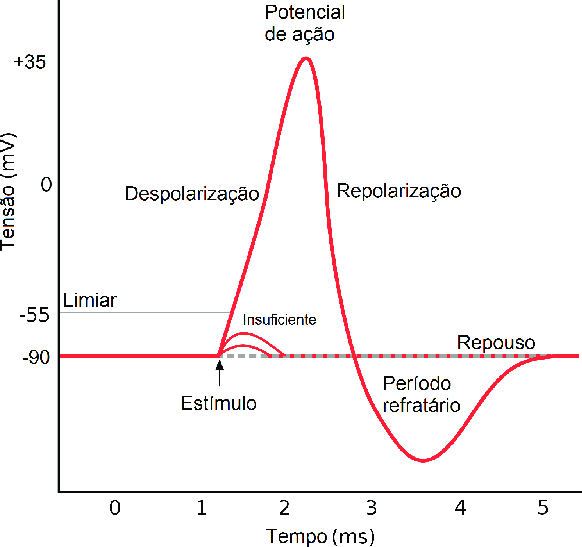 Potencial
de ação
+35
Tensão (mV)
0
Despolarização
Repolarização
Limiar
-55
Insuficiente
-90
Repouso
Estímulo
Período
refratário
0 1 2 3 4 5
Tempo (ms)